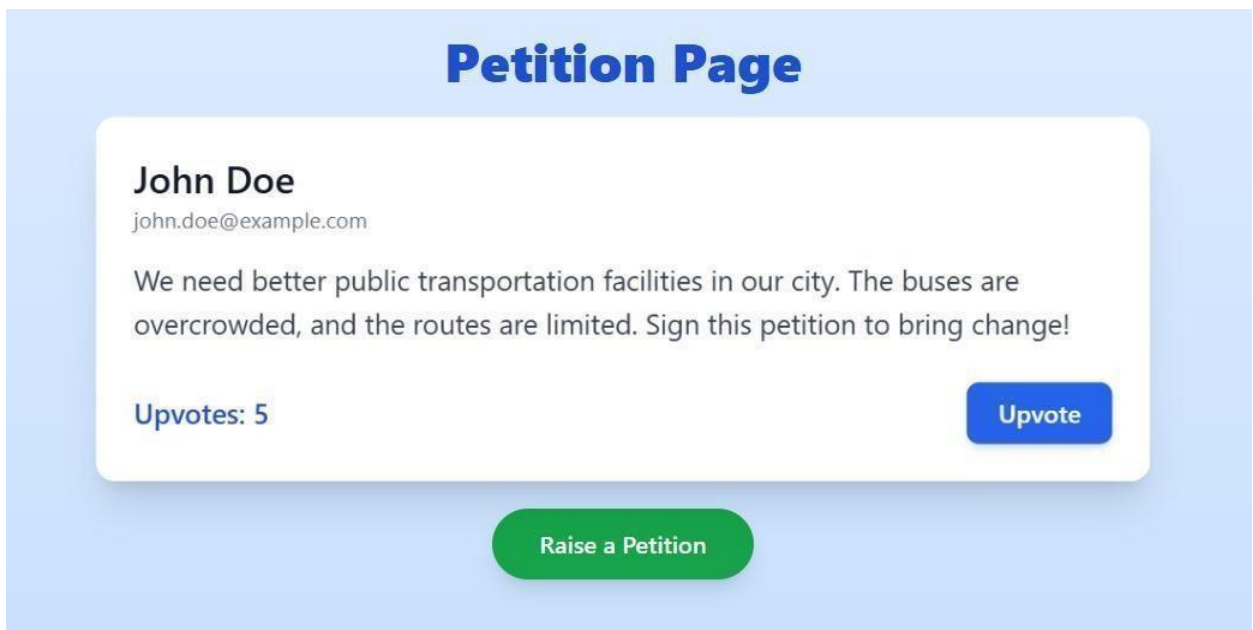 Petition Page
John Doe
john.doe@example.com
We need better public transportation facilities in our city. The buses are
overcrowded, and the routes are limited. Sign this petition to bring change!
Upvotes: 5
Upvote
Raise a Petition